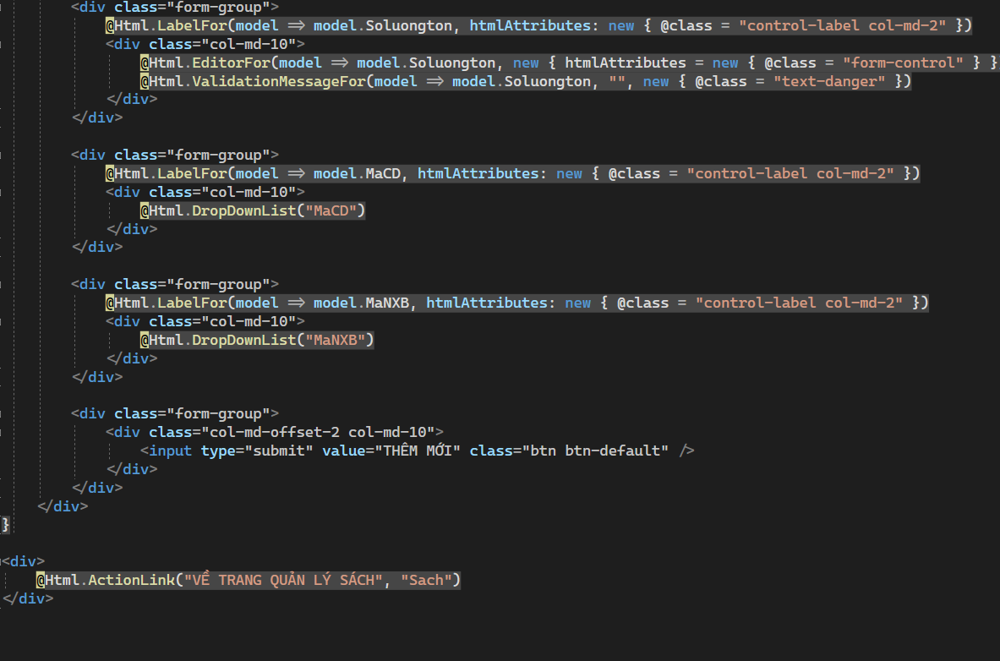 <div class="form-group">
@Html.LabelFor(model => model.Soluongton, htmlAttributes: new { @class = "control-label col-md-2" })
<div class="col-md-10">
@Html.EditorFor(model => model.Soluongton, new { htmlAttributes = new { @class = "form-control" } }
@Html.ValidationMessageFor(model => model.Soluongton, "", new { @class = "text-danger" })
</div>
</div>
<div class="form-group">
@Html.LabelFor(model => model.MaCD, htmlAttributes: new { @class = "control-label col-md-2" })
<div class="col-md-10">
@Html.DropDownList("MaCD")
</div>
</div>
<div class="form-group">
@Html.LabelFor(model => model.MaNXB, htmlAttributes: new { @class = "control-label col-md-2" })
<div class="col-md-10">
@Html.DropDownList("MaNXB")
</div>
</div>
<div class="form-group">
<div class="col-md-offset-2 col-md-10">
<input type="submit" value="THÊM MỚI" class="btn btn-default" />
</div>
</div>
</div>
}
<div>
@Html.ActionLink("VỀ TRANG QUẢN LÝ SÁCH", "Sach")
</div>